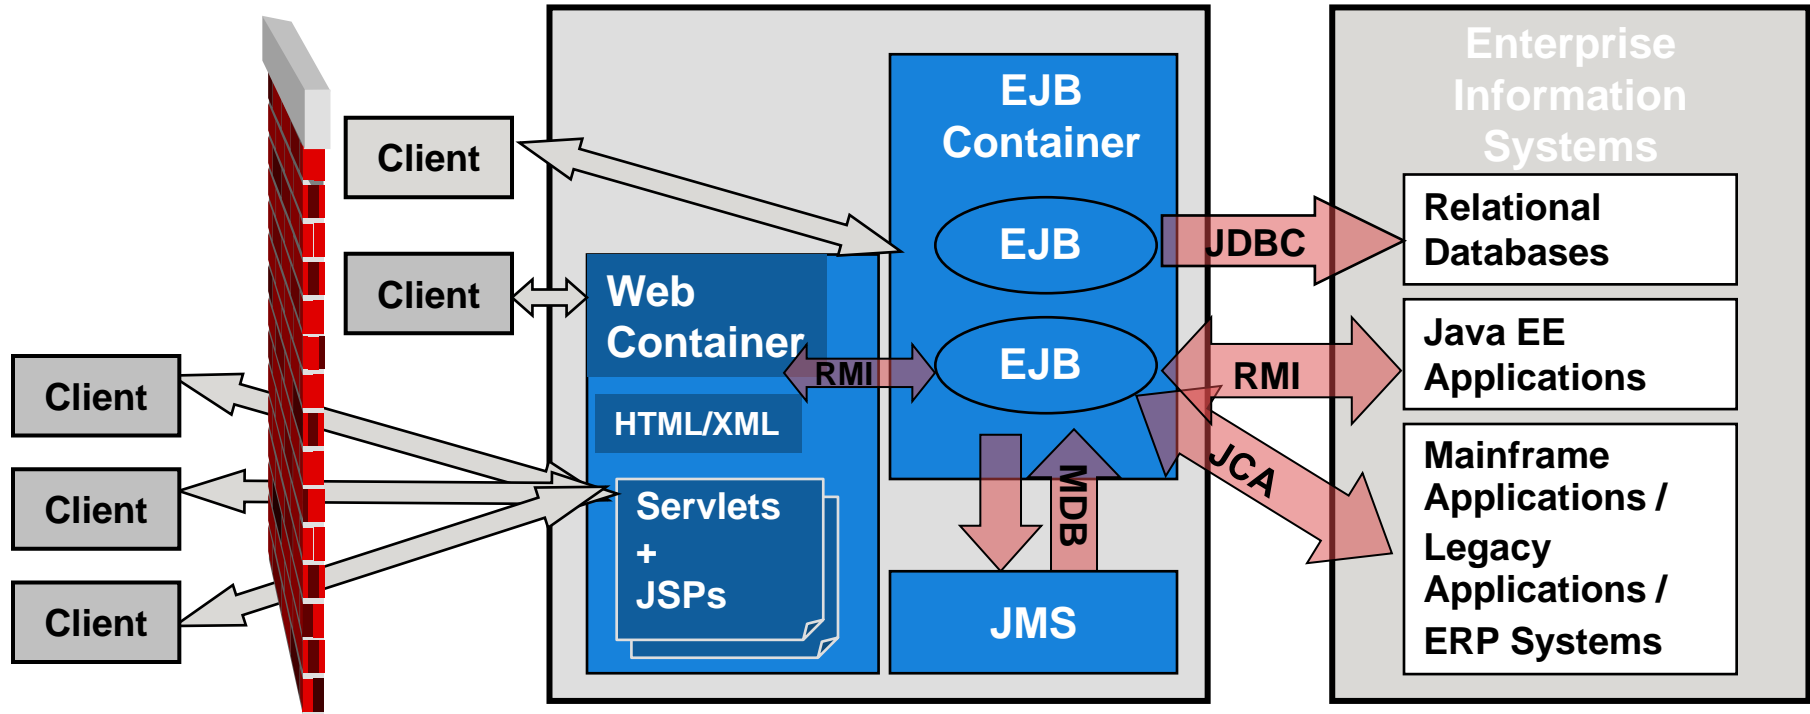 Client
Client
Client
Client
Client
Web
Container
HTML/XML
Servlets
+
JSPs
RMI
EJB
Container
EJB
EJB
MDB
JMS
JDBC
RMI
JCA
Enterprise
Information
Systems
Relational
Databases
Java EE
Applications
Mainframe
Applications /
Legacy
Applications /
ERP Systems